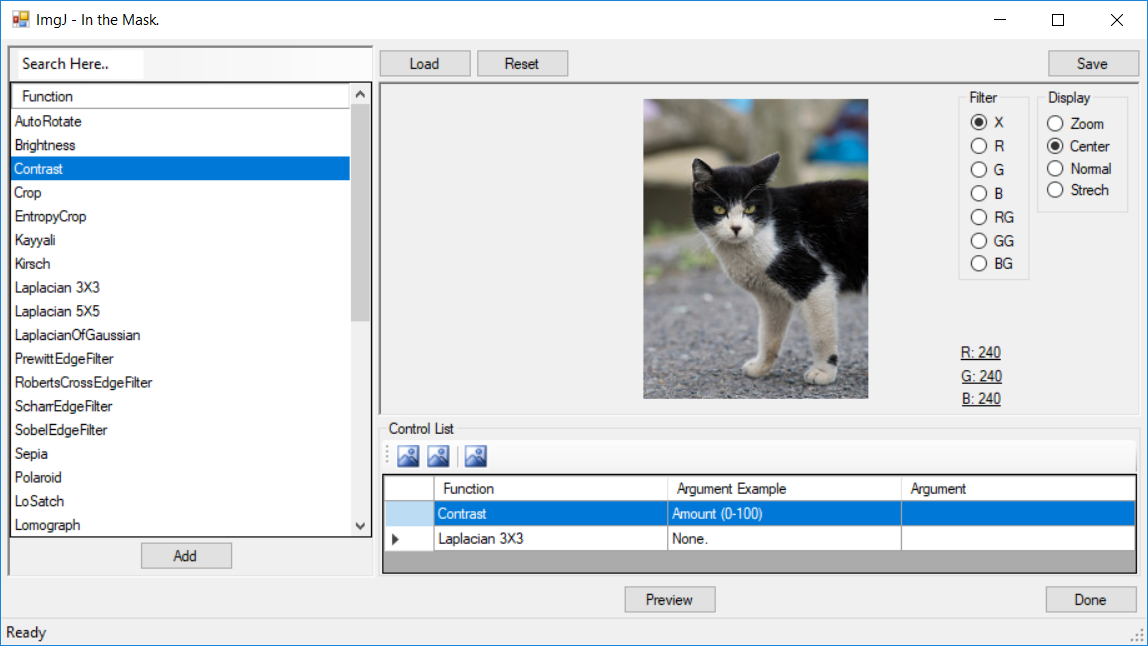 ImgJ - In the Mask.
Search Here..
Load Reset Save
Function
AutoRotate
Brightness
Contrast
Crop
EntropyCrop
Kayyali
Kirsch
Laplacian 3X3
Laplacian 5X5
LaplacianOfGaussian
PrewittEdgeFilter
RobertsCrossEdgeFilter
ScharrEdgeFilter
SobelEdgeFilter
Sepia
Polaroid
LoSatch
Lomograph
Add
Filter
X
R
G
B
RG
GG
BG
Display
Zoom
Center
Normal
Strech
R: 240
G: 240
B: 240
Control List
Function Argument Example Argument
Contrast Amount (0-100)
Laplacian 3X3 None.
Preview Done
Ready